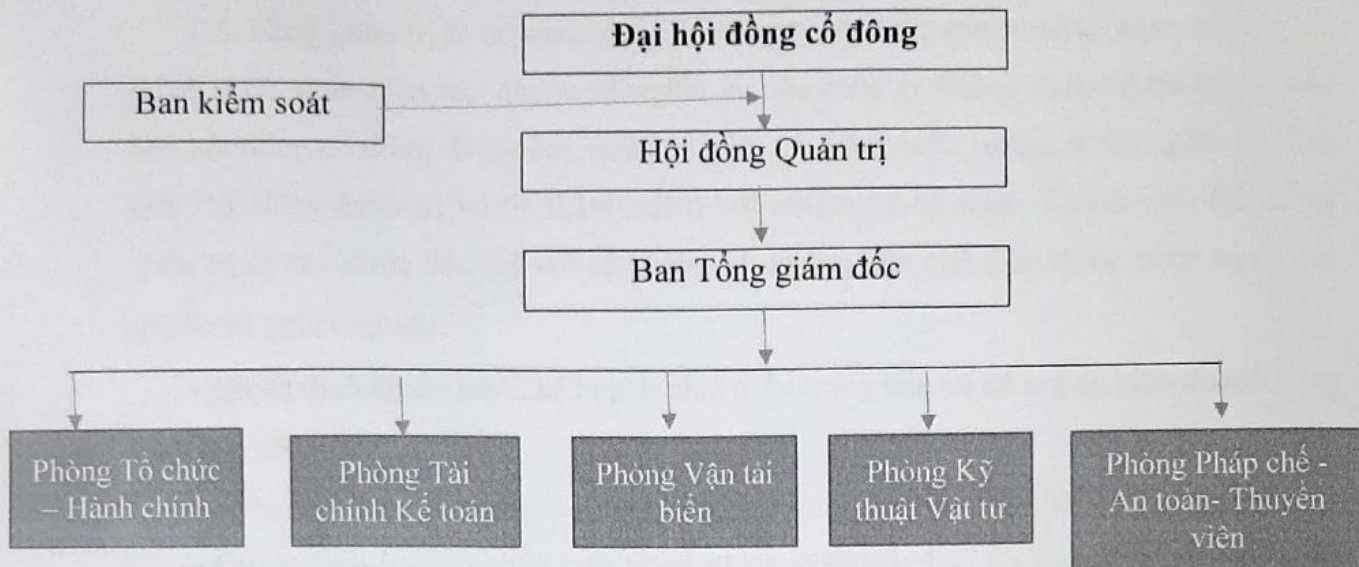 Đại hội đồng cổ đông
Ban kiểm soát
Hội đồng Quản trị
Ban Tổng giám đốc
Phòng Tổ chức
– Hành chính
Phòng Tài
chính Kế toán
Phòng Vận tải
biển
Phòng Kỹ
thuật Vật tư
Phòng Pháp chế -
An toàn- Thuyền
viên